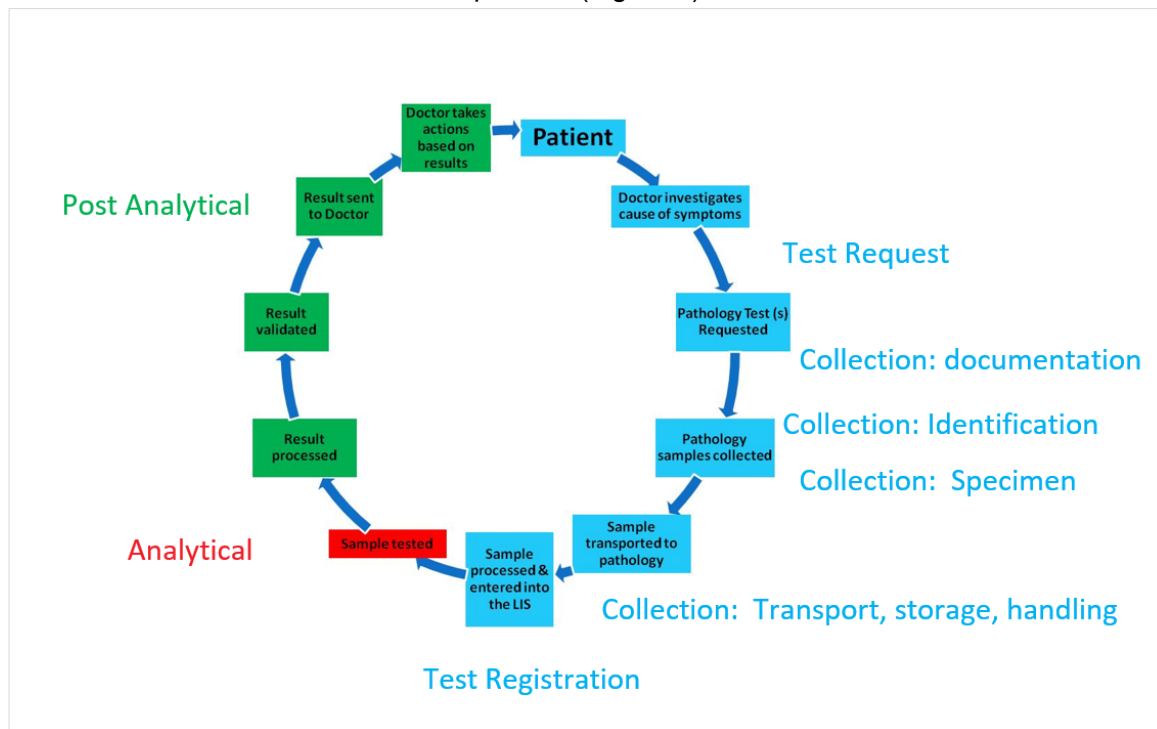 Doctor takes
actions
based on
results
Patient
Post Analytical
Result sent
to Doctor
Doctor investigates
cause of symptoms
Test Request
Result
validated
Pathology Test (s)
Requested
Collection: documentation
Result
processed
Pathology
samples collected
Collection: Identification
Collection:  Specimen
Analytical
Sample tested
Sample
processed &
entered into
the LIS
Sample
transported to
pathology
Collection:  Transport, storage, handling
Test Registration